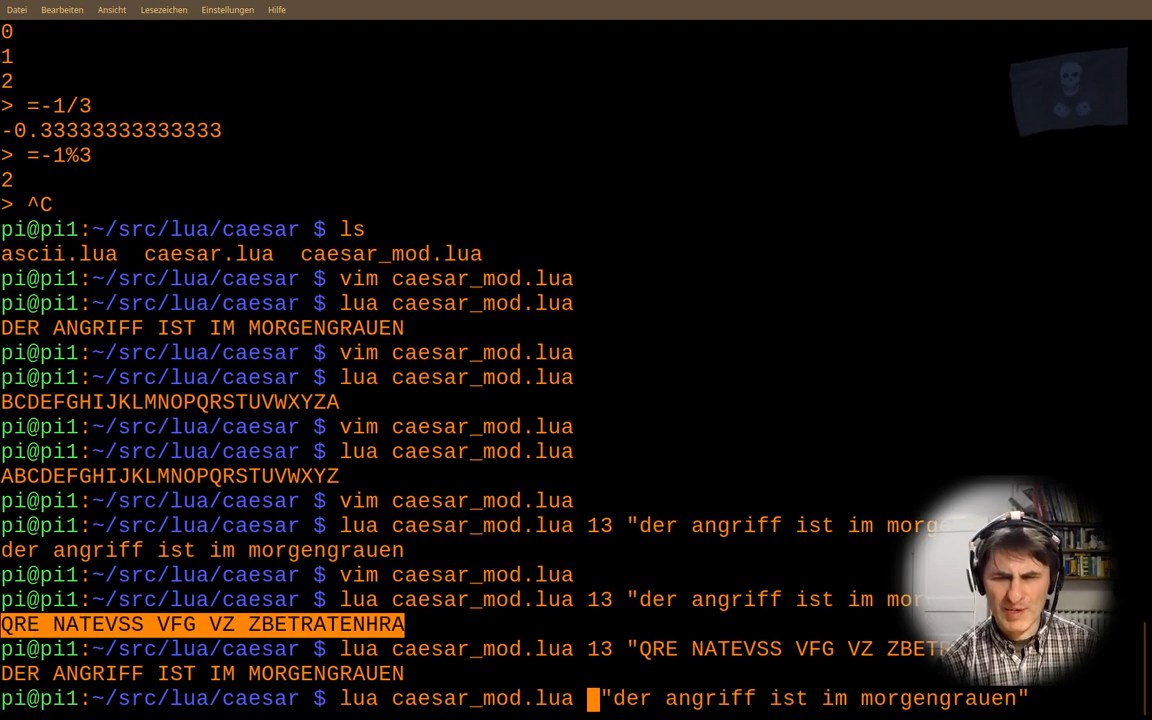 Datei Bearbeiten Ansicht Lesezeichen Einstellungen Hilfe
0
1
2
> =-1/3
-0.33333333333333
> =-1%3
2
> ^C
pi@pi1:~/src/lua/caesar $ ls
ascii.lua  caesar.lua  caesar_mod.lua
pi@pi1:~/src/lua/caesar $ vim caesar_mod.lua
pi@pi1:~/src/lua/caesar $ lua caesar_mod.lua
DER ANGRIFF IST IM MORGENGRAUEN
pi@pi1:~/src/lua/caesar $ vim caesar_mod.lua
pi@pi1:~/src/lua/caesar $ lua caesar_mod.lua
BCDEFGHIJKLMNOPQRSTUVWXYZA
pi@pi1:~/src/lua/caesar $ vim caesar_mod.lua
pi@pi1:~/src/lua/caesar $ lua caesar_mod.lua
ABCDEFGHIJKLMNOPQRSTUVWXYZ
pi@pi1:~/src/lua/caesar $ vim caesar_mod.lua
pi@pi1:~/src/lua/caesar $ lua caesar_mod.lua 13 "der angriff ist im
der angriff ist im morgengrauen
pi@pi1:~/src/lua/caesar $ vim caesar_mod.lua
pi@pi1:~/src/lua/caesar $ lua caesar_mod.lua 13 "der angriff ist im
QRE NATEVSS VFG VZ ZBETRATENHRA
pi@pi1:~/src/lua/caesar $ lua caesar_mod.lua 13 "QRE NATEVSS VFG VZ
DER ANGRIFF IST IM MORGENGRAUEN
pi@pi1:~/src/lua/caesar $ lua caesar_mod.lua "der angriff ist im morgengrauen"